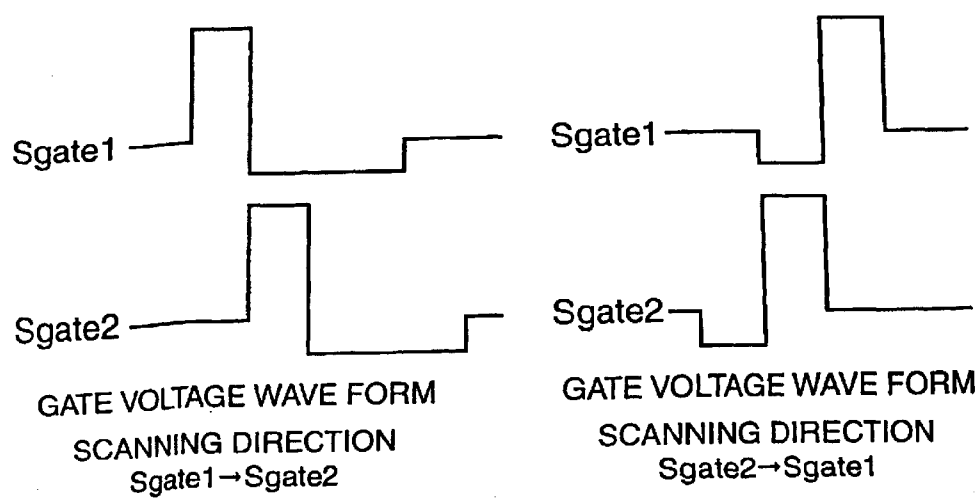 Sgate1
Sgate2
GATE VOLTAGE WAVE FORM
SCANNING DIRECTION
Sgate1→Sgate2
Sgate1
Sgate2
GATE VOLTAGE WAVE FORM
SCANNING DIRECTION
Sgate2→Sgate1